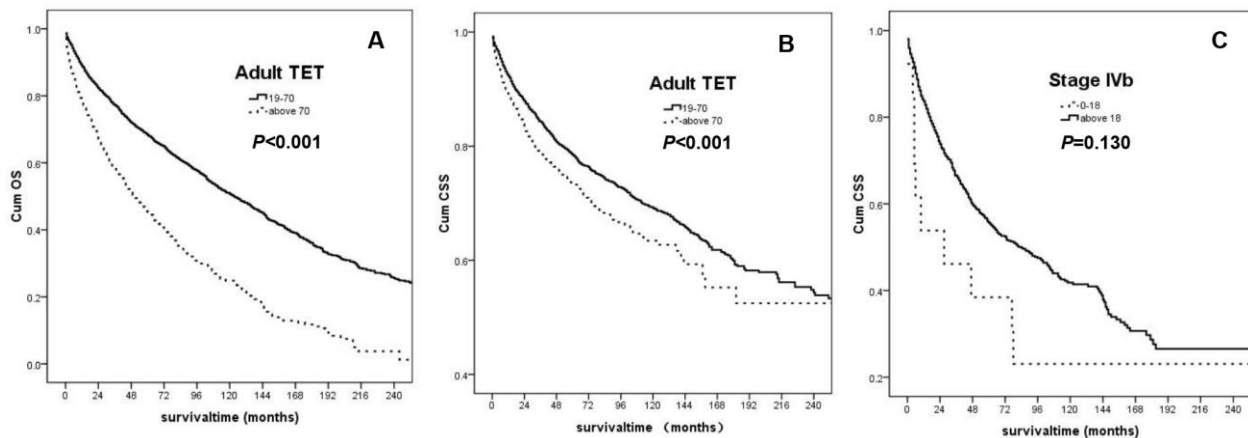 A
Adult TET
19-70
above 70
P<0.001
Cum OS
1.0
0.8
0.6
0.4
0.2
0.0
0 24 48 72 96 120 144 168 192 216 240
survivaltime (months)
B
Adult TET
19-70
above 70
P<0.001
Cum CSS
1.0
0.8
0.6
0.4
0 24 48 72 96 120 144 168 192 216 240
survivaltime （months）
C
Stage IVb
0-18
above 18
P=0.130
Cum CSS
1.0
0.8
0.6
0.4
0.2
0 24 48 72 96 120 144 168 192 216 240
survivaltime (months)